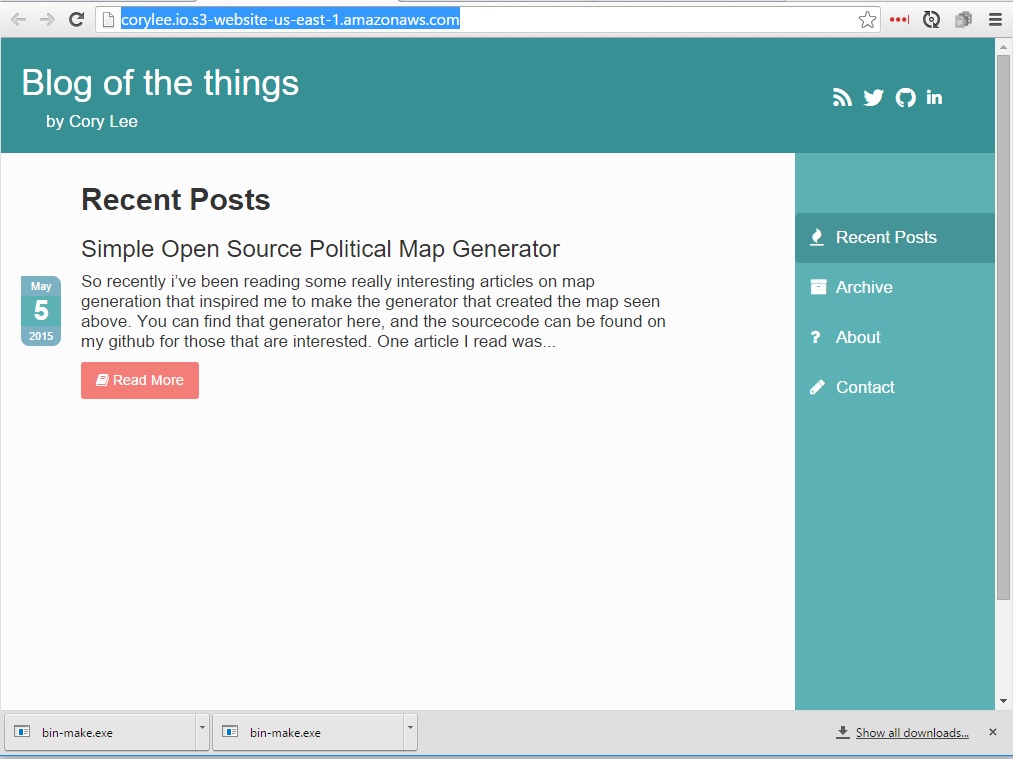 corylee.io.s3-website-us-east-1.amazonaws.com
Blog of the things
by Cory Lee
Recent Posts
Simple Open Source Political Map Generator
May
5
2015
So recently i’ve been reading some really interesting articles on map
generation that inspired me to make the generator that created the map seen
above. You can find that generator here, and the sourcecode can be found on
my github for those that are interested. One article I read was...
Read More
Recent Posts
Archive
? About
Contact
bin-make.exe
bin-make.exe
Show all downloads...